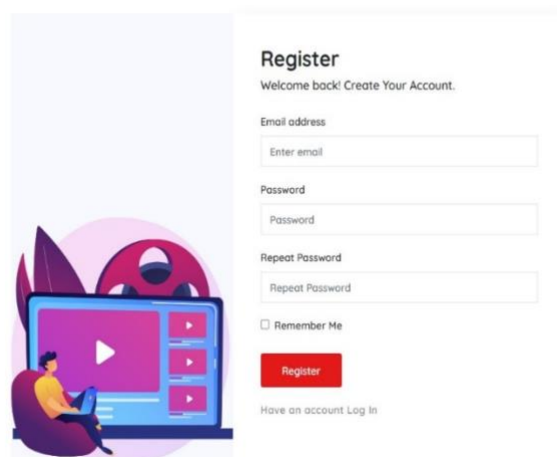 Register
Welcome back! Create Your Account.
Email address
Enter email
Password
Password
Repeat Password
Repeat Password
Remember Me
Register
Have an account Log In